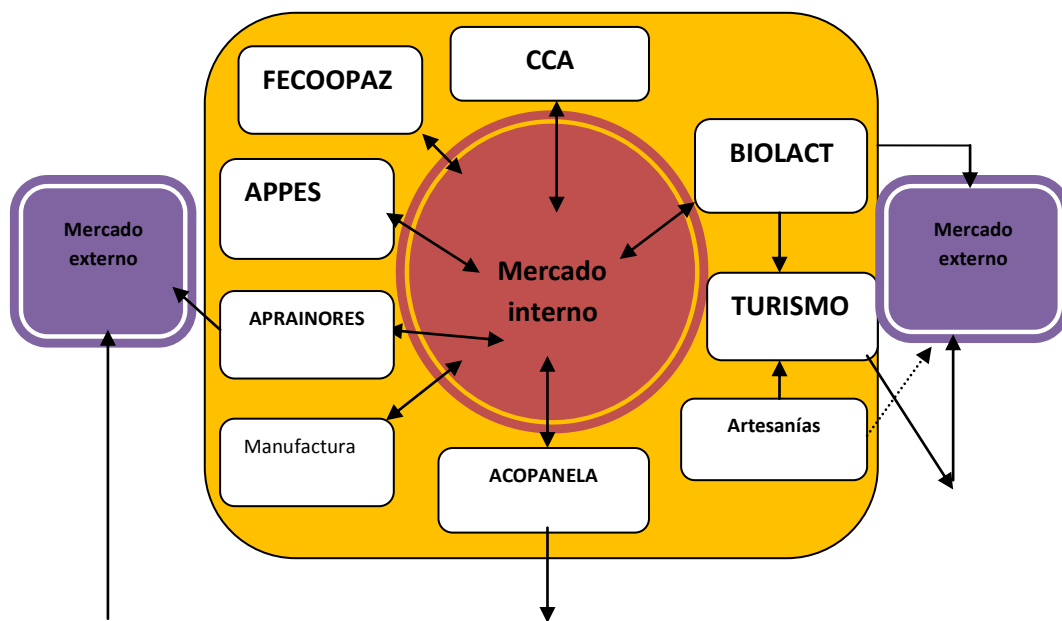 CCA
FECOOPAZ
BIOLACT
APPES
Mercado
externo
Mercado
externo
Mercado
interno
APRAINORES
TURISMO
Artesanías
Manufactura
ACOPANELA